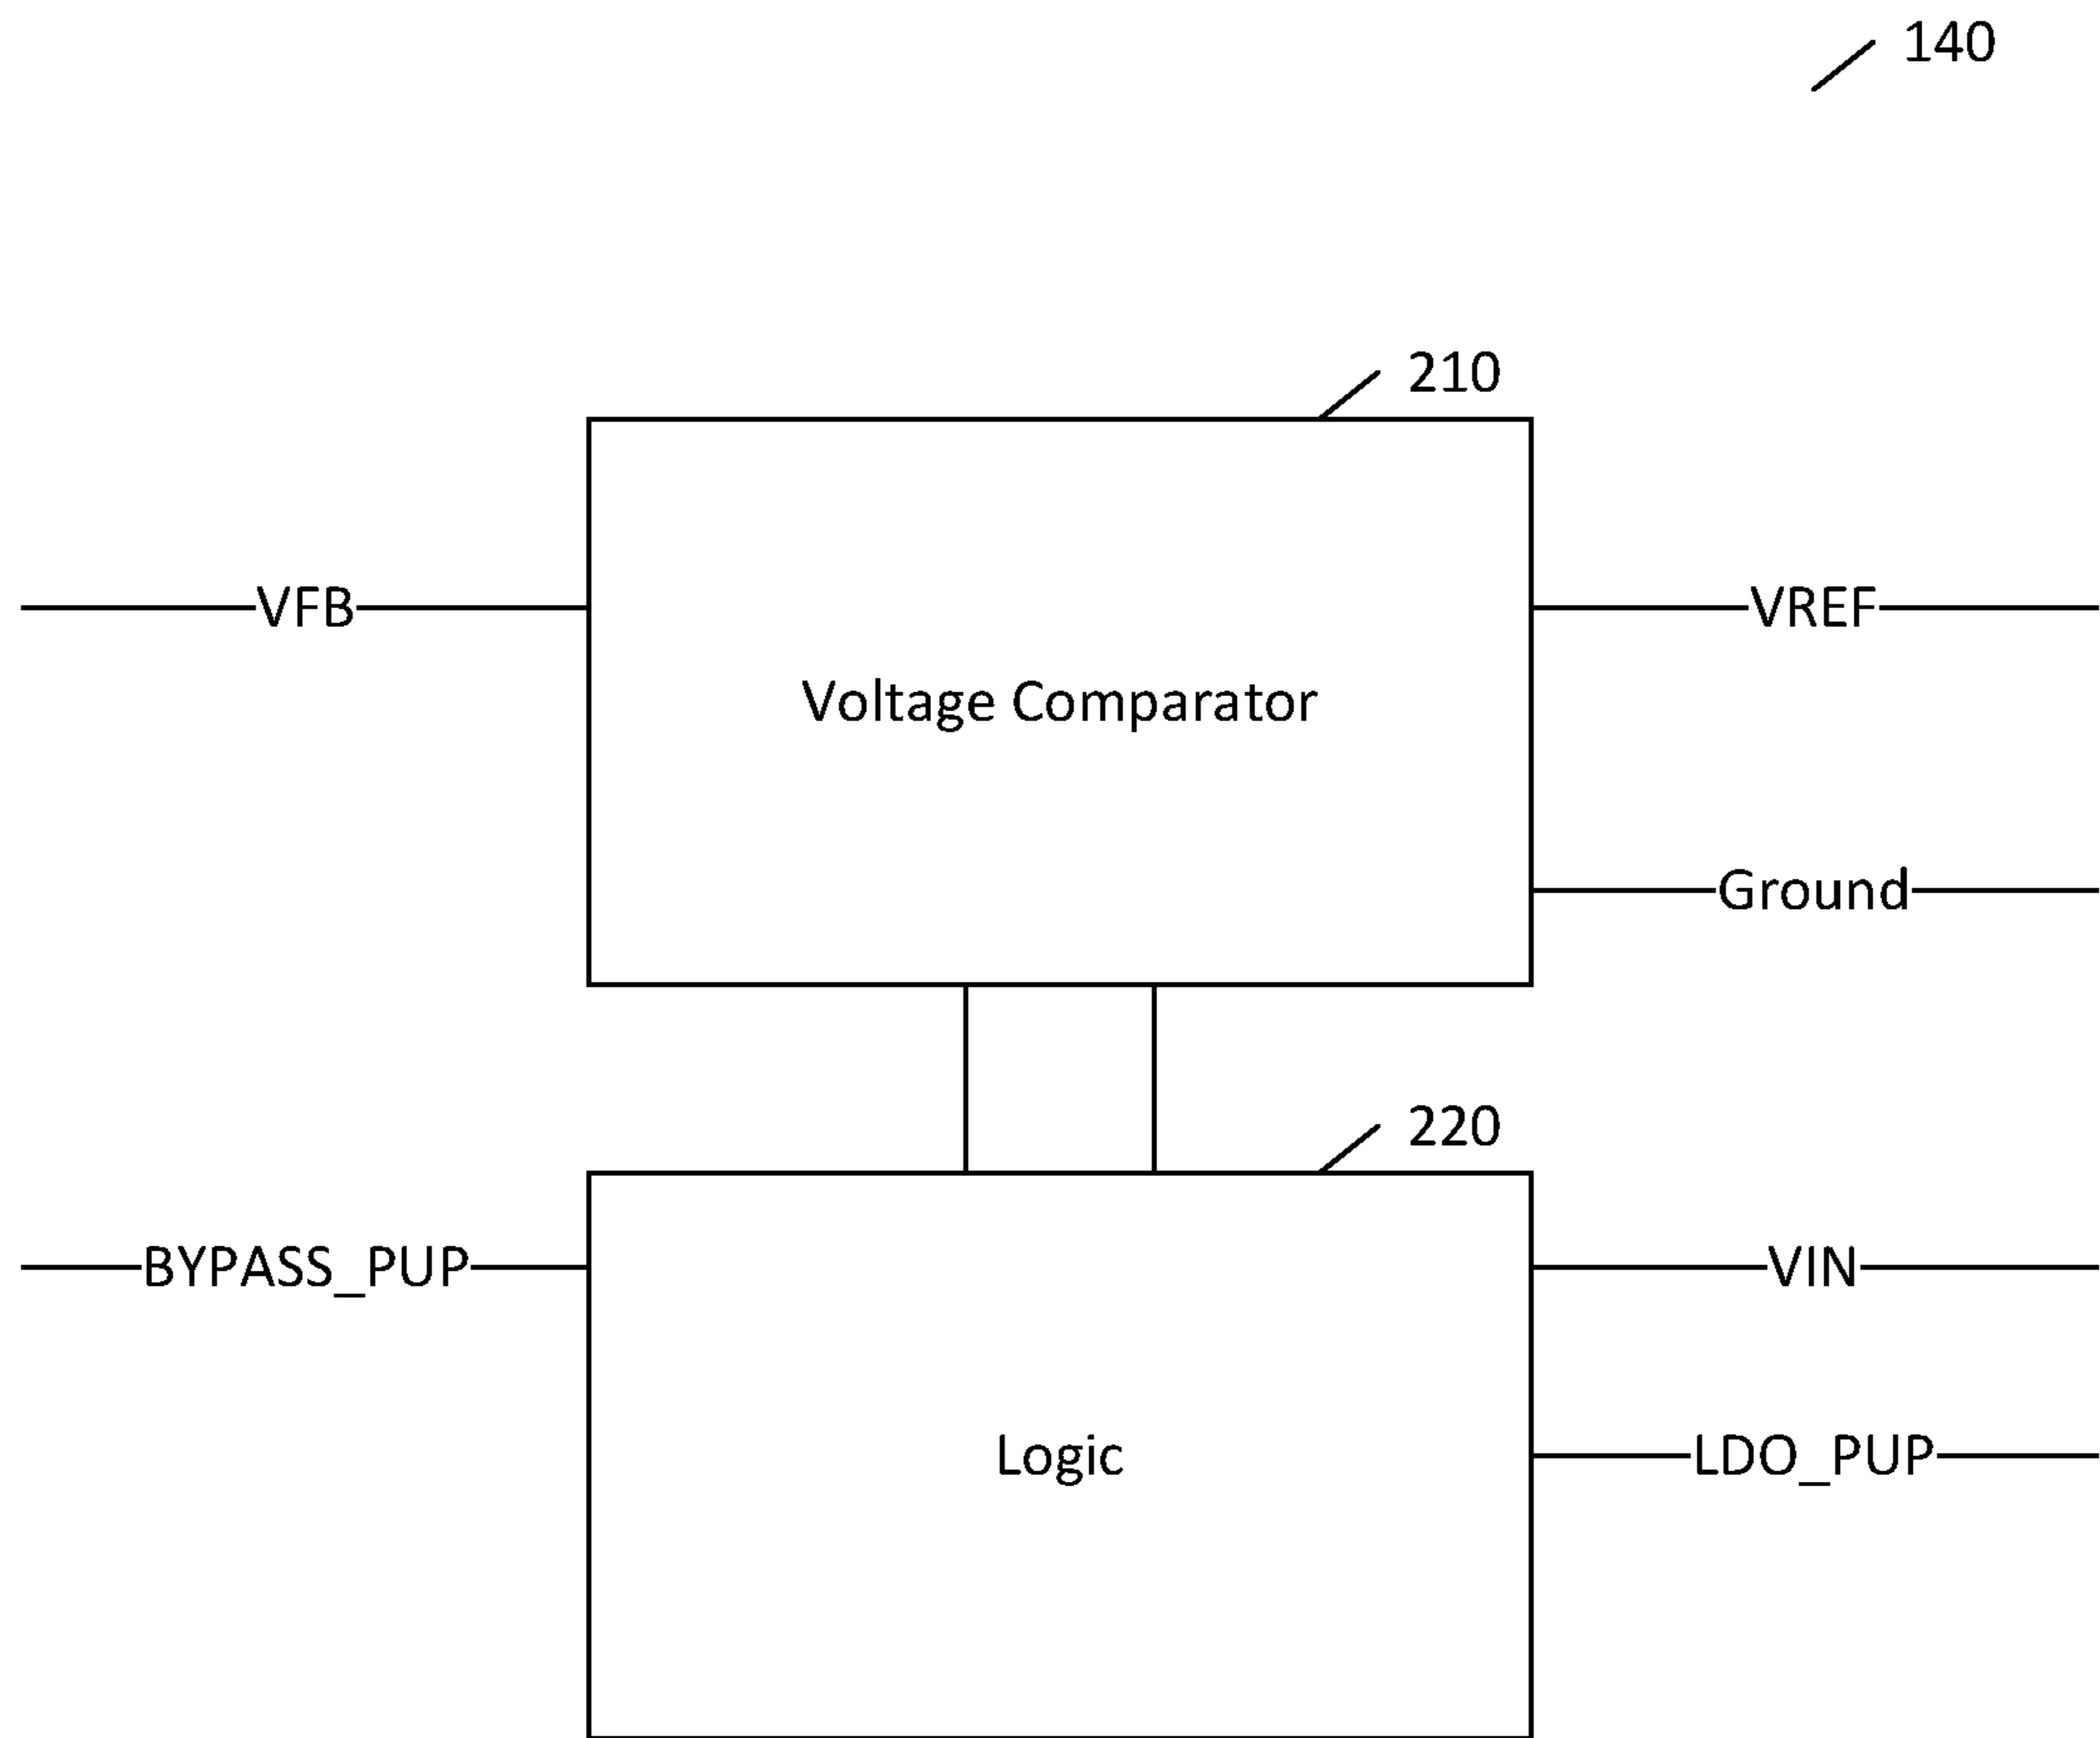 140
210
VFB
VREF
Voltage Comparator
Ground
220
BYPASS_PUP
VIN
Logic
LDO_PUP